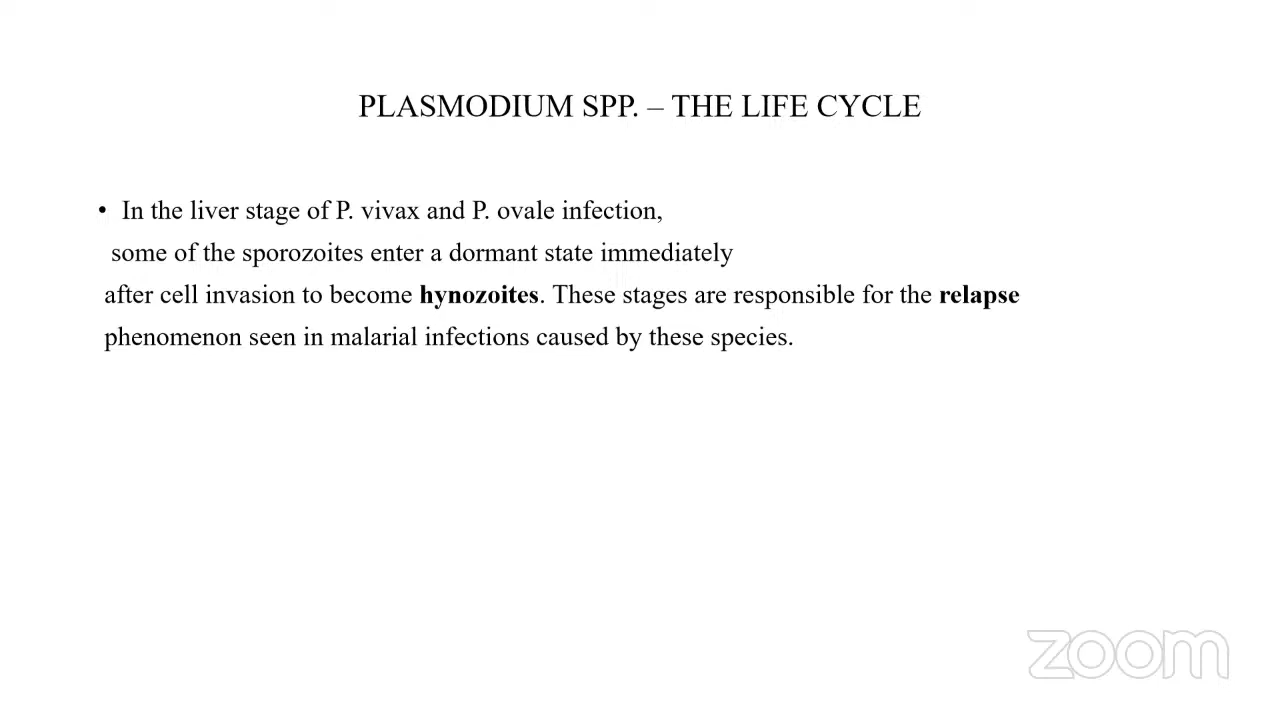 PLASMODIUM SPP. – THE LIFE CYCLE
• In the liver stage of P. vivax and P. ovale infection,
some of the sporozoites enter a dormant state immediately
after cell invasion to become hynozoites. These stages are responsible for the relapse
phenomenon seen in malarial infections caused by these species.
zoom